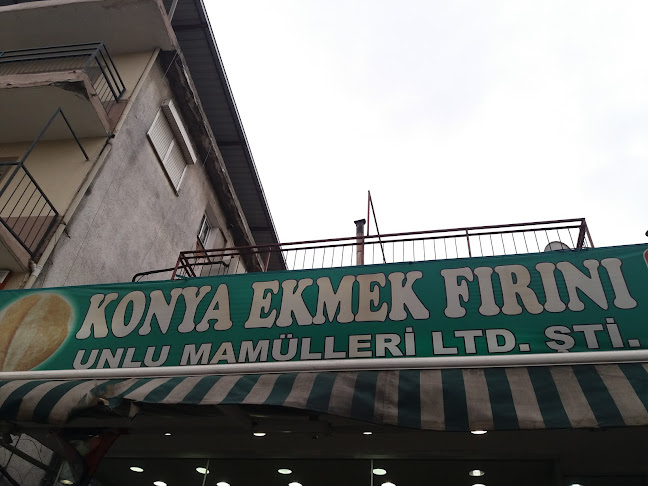 KONYA EKMEK FIRINI
UNLU MAMÜLLERİ LTD. ŞTİ.